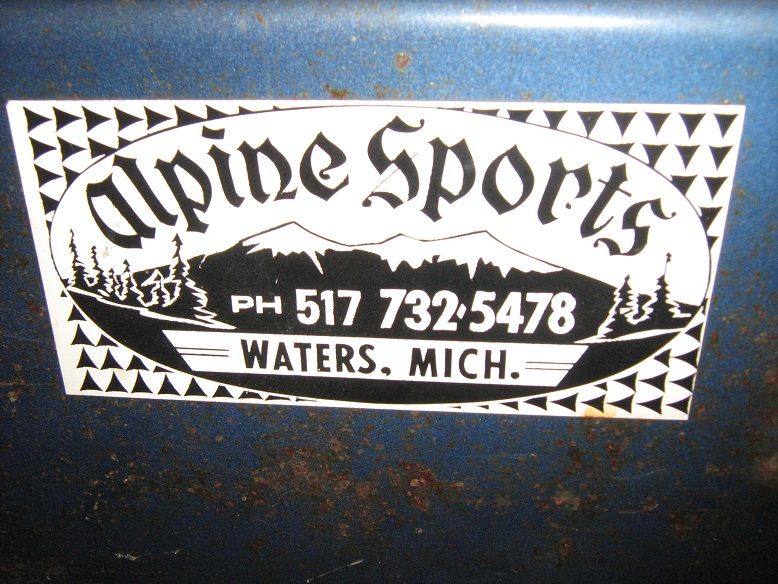 Alpine Sports
PH 517 732-5478
WATERS, MICH.